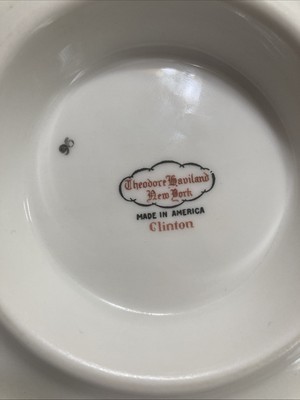 Theodore Haviland
New York
MADE IN AMERICA
Clinton